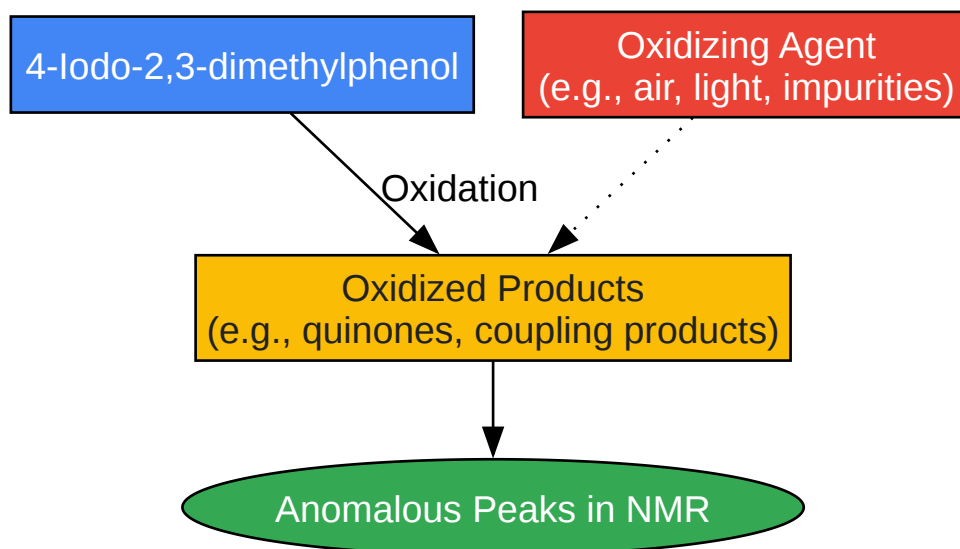 4-Iodo-2,3-dimethylphenol
Oxidizing Agent
(e.g., air, light, impurities)
Oxidation
Oxidized Products
(e.g., quinones, coupling products)
Anomalous Peaks in NMR